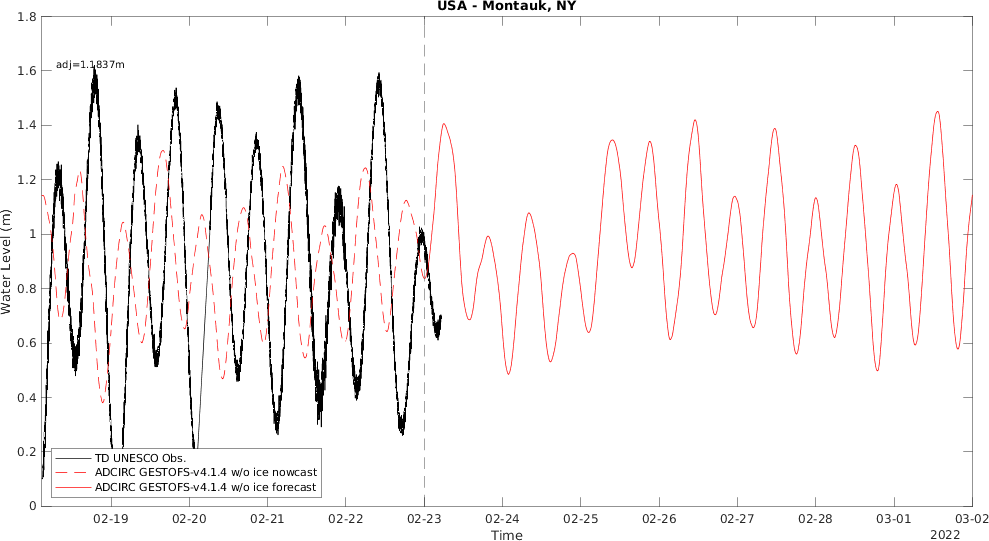 USA - Montauk, NY
1.8
1.6
1.4
1.2
1
0.8
0.6
0.4
0.2
0
Water Level (m)
adj=1.1837m
TD UNESCO Obs.
ADCIRC GESTOFS-v4.1.4 w/o ice nowcast
ADCIRC GESTOFS-v4.1.4 w/o ice forecast
02-19 02-20 02-21 02-22 02-23 02-24 02-25 02-26 02-27 02-28 03-01 03-02
Time
2022